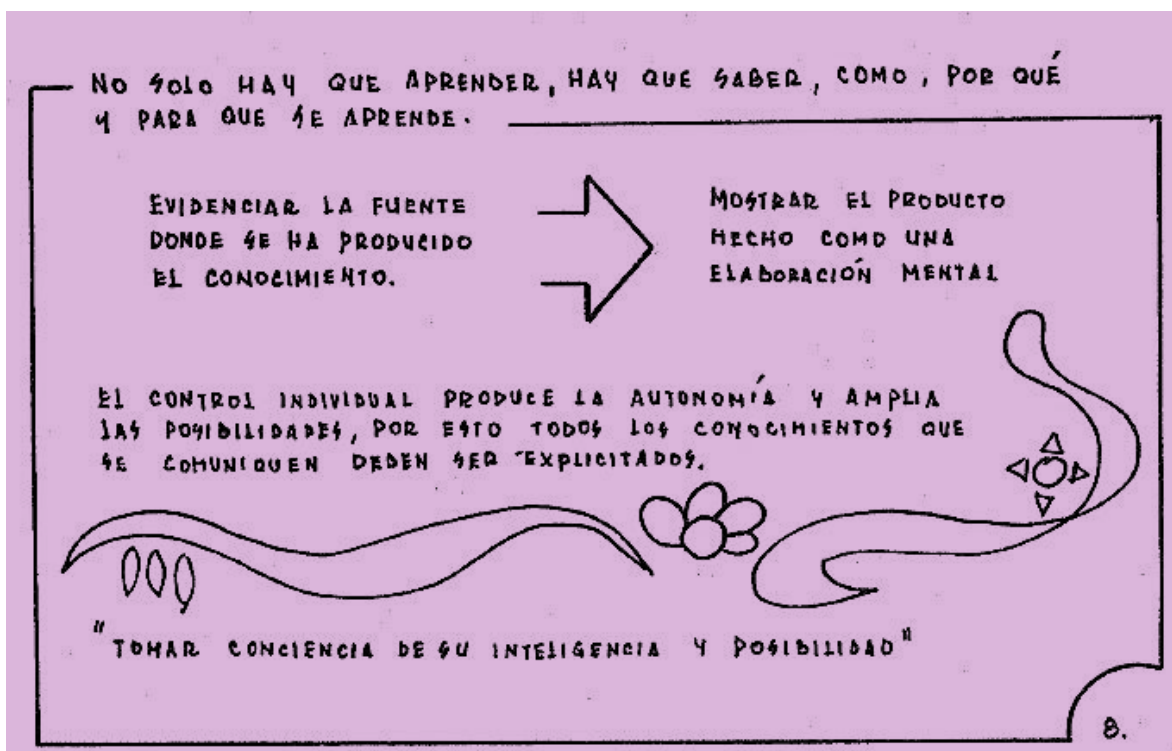 NO SOLO HAY QUE APRENDER, HAY QUE SABER, COMO, POR QUÉ
Y PARA QUE SE APRENDE.
EVIDENCIAR LA FUENTE
DONDE SE HA PRODUCIDO
EL CONOCIMIENTO.
MOSTRAR EL PRODUCTO
HECHO COMO UNA
ELABORACIÓN MENTAL
EL CONTROL INDIVIDUAL PRODUCE LA AUTONOMÍA Y AMPLIA
LAS POSIBILIDADES, POR ESTO TODOS LOS CONOCIMIENTOS QUE
SE COMUNIQUEN DEBEN SER EXPLICITADOS.
"TOMAR CONCIENCIA DE SU INTELIGENCIA Y POSIBILIDAD"
8.